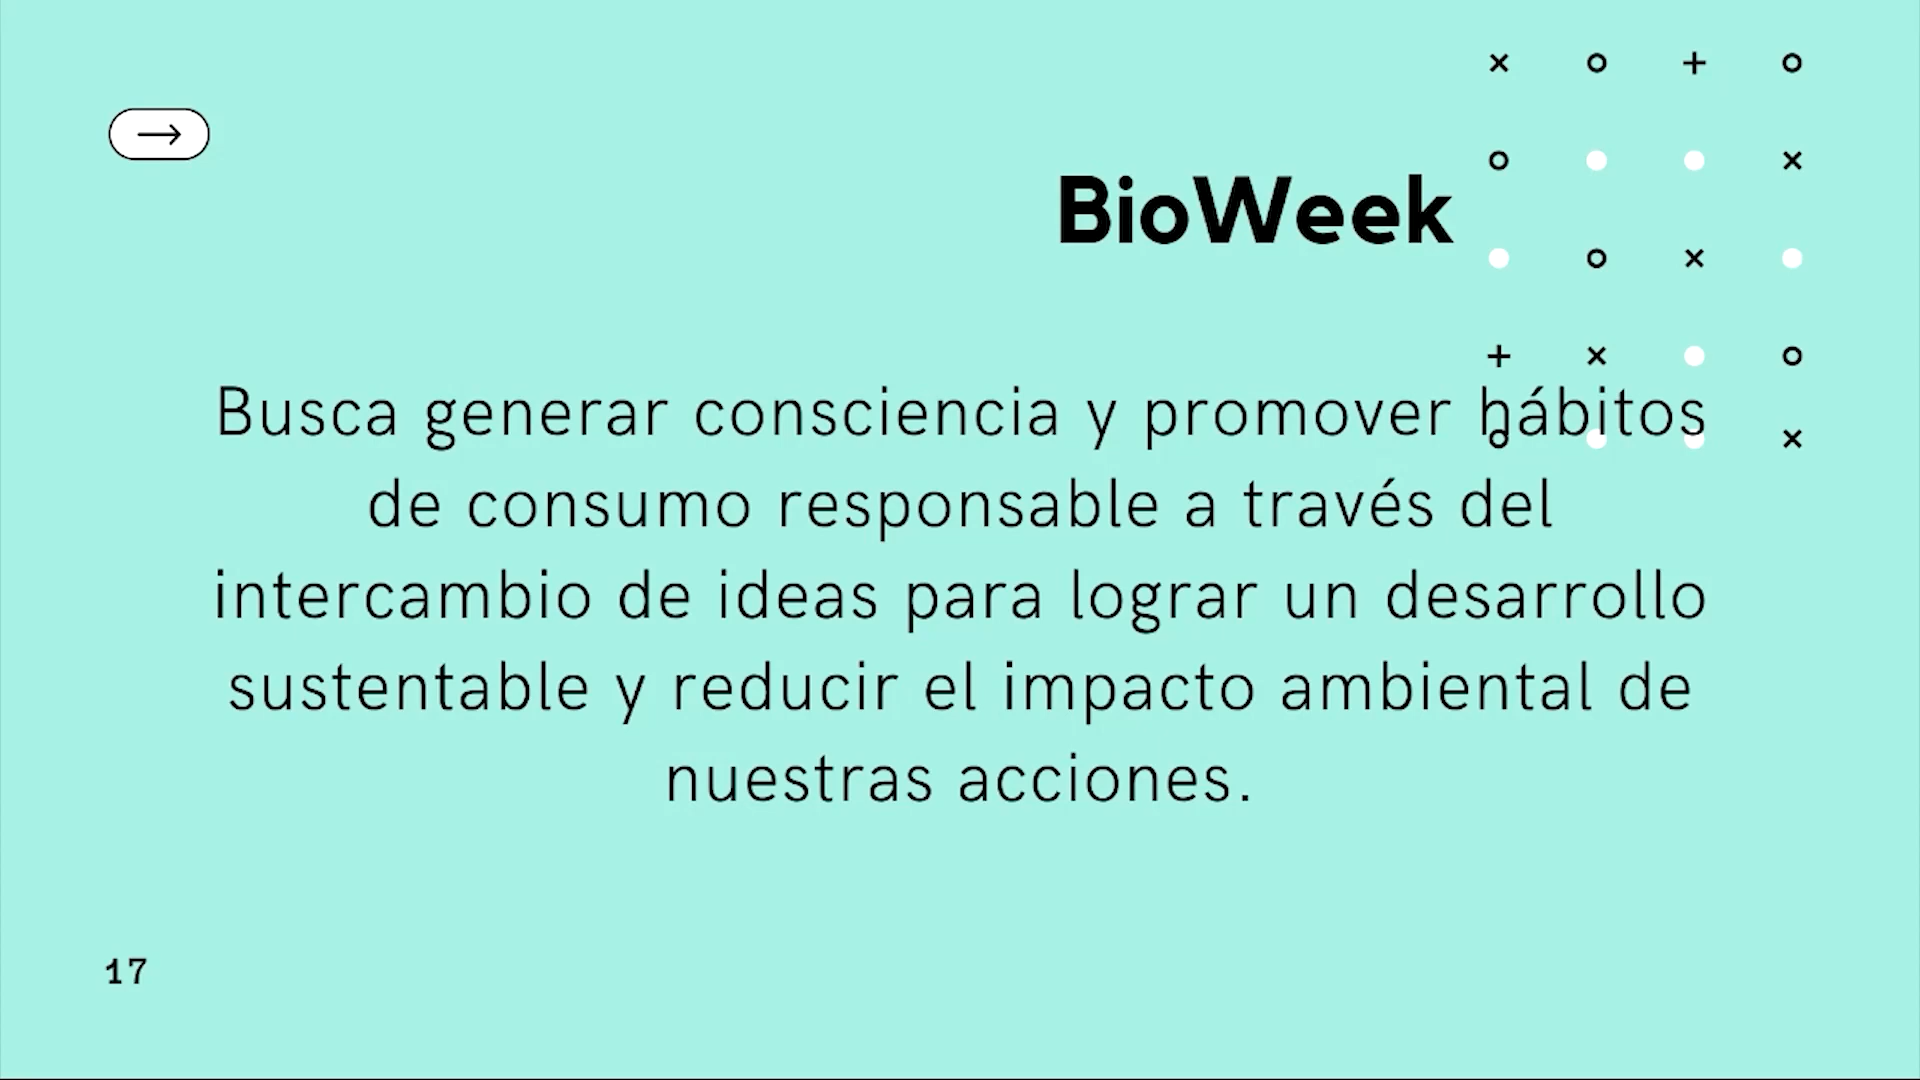 BioWeek
Busca generar consciencia y promover hábitos
de consumo responsable a través del
intercambio de ideas para lograr un desarrollo
sustentable y reducir el impacto ambiental de
nuestras acciones.
17